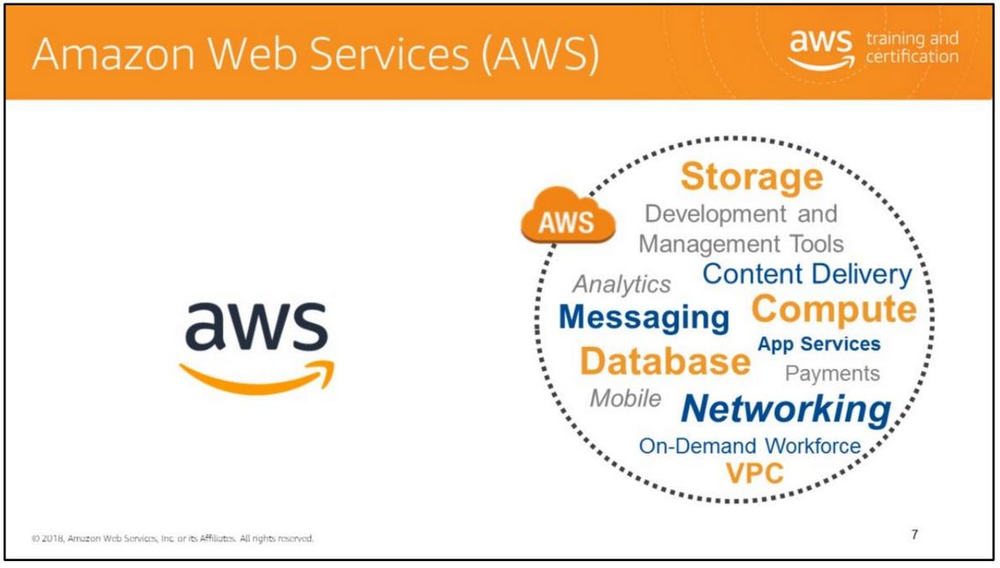 Amazon Web Services (AWS)
aws training and
certification
Storage
AWS
Development and
Management Tools
Analytics
Content Delivery
Messaging
Compute
Database
App Services
Payments
Mobile
Networking
On-Demand Workforce
VPC
aws
© 2018, Amazon Web Services, Inc. or its Affiliates. All rights reserved.
7